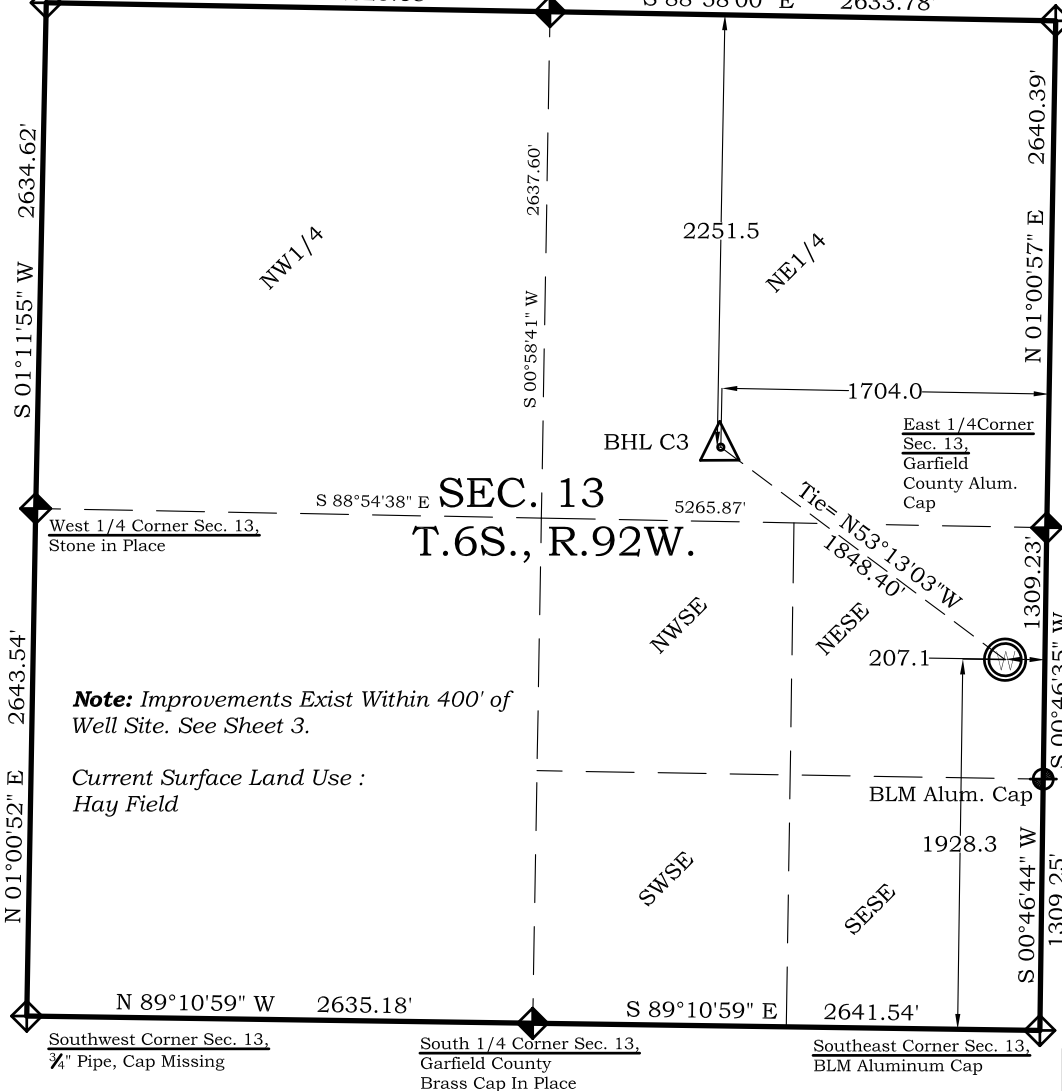 S 88°58'00" E 2633.78'
2634.62'
S 01°11'55" W
2637.60'
S 00°58'41" W
2640.39'
N 01°00'57" E
NW1/4
NE1/4
2251.5
1704.0
BHL C3
East 1/4Corner
Sec. 13,
Garfield
County Alum.
Cap
S 88°54'38" E
5265.87'
SEC. 13
T.6S., R.92W.
West 1/4 Corner Sec. 13,
Stone in Place
Tie= N53°13'03"W
1848.40'
1309.23'
S 00°46'35" W
NWSE
NESE
207.1
W
2643.54'
N 01°00'52" E
Note: Improvements Exist Within 400' of
Well Site. See Sheet 3.
Current Surface Land Use :
Hay Field
BLM Alum. Cap
1928.3
S 00°46'44" W
1309.25'
SWSE
SESE
N 89°10'59" W 2635.18'
S 89°10'59" E 2641.54'
Southwest Corner Sec. 13,
¾" Pipe, Cap Missing
South 1/4 Corner Sec. 13,
Garfield County
Brass Cap In Place
Southeast Corner Sec. 13,
BLM Aluminum Cap